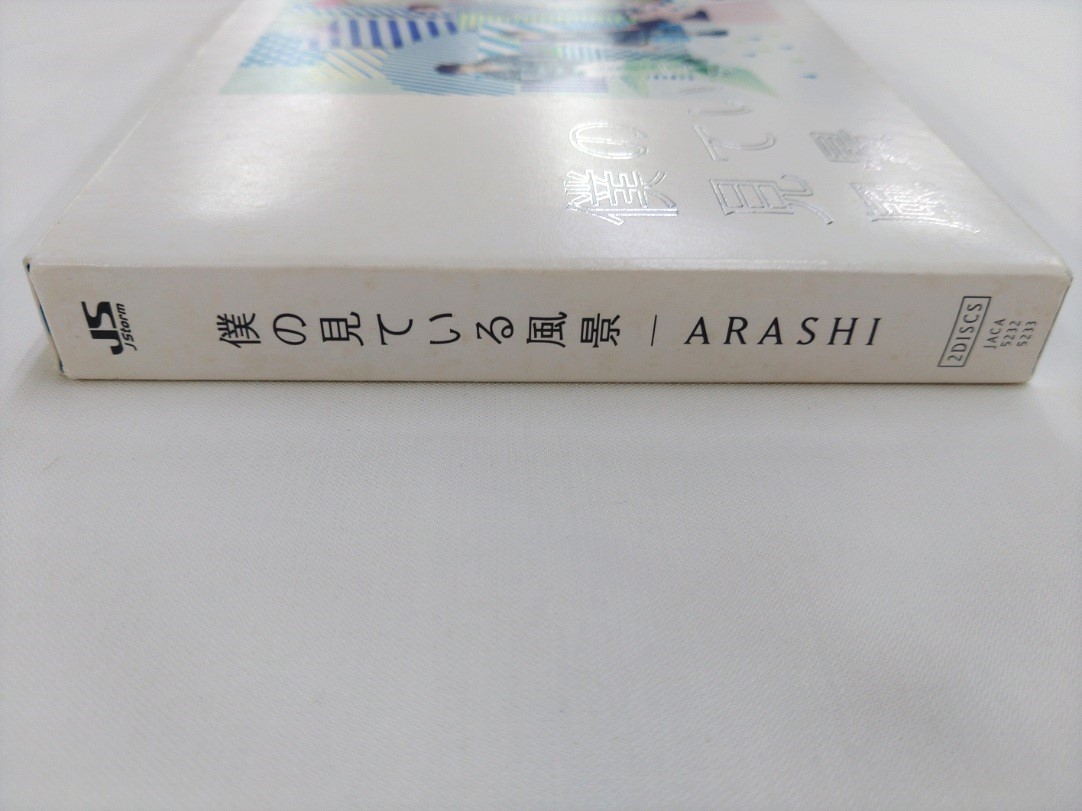 僕の
見てい
風景
JS
J Storm
僕の見ている風景 | ARASHI
2DISCS
JACA
5232
5233